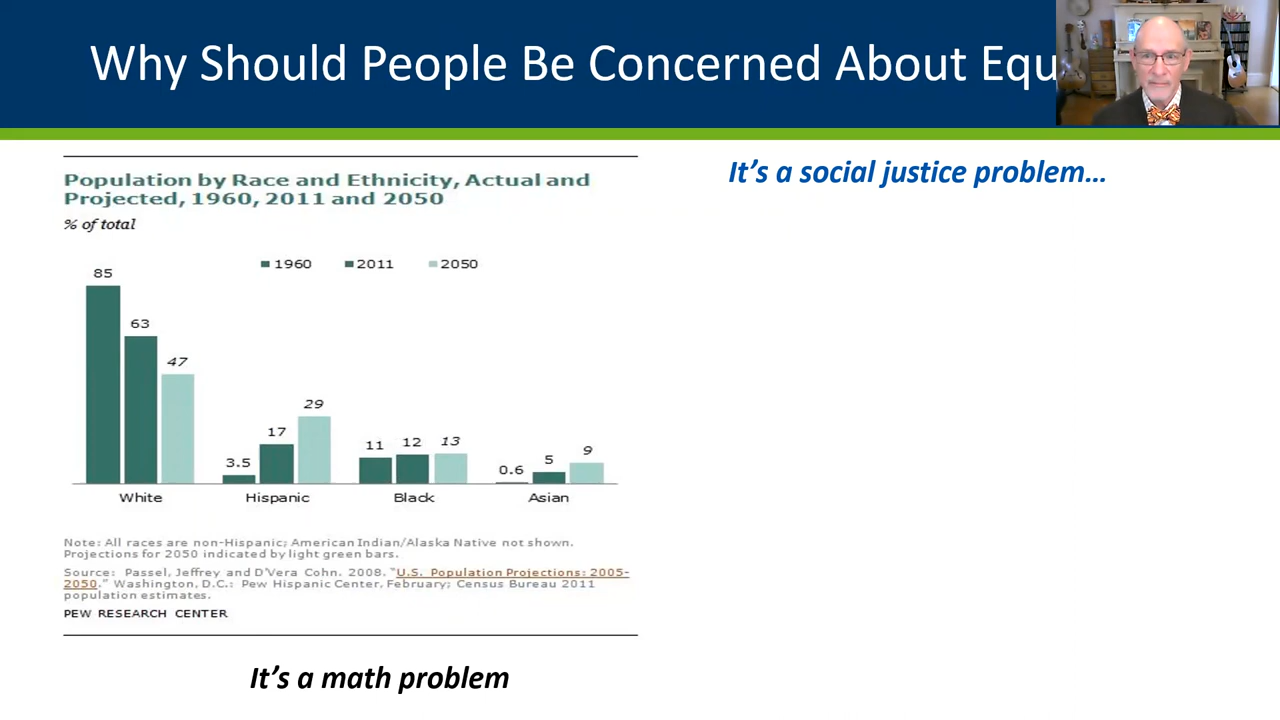 Why Should People Be Concerned About Equ
It's a social justice problem…
Population by Race and Ethnicity, Actual and
Projected, 1960, 2011 and 2050
% of total
1960 2011 2050
85
63
47
3.5
17
29
11
12
13
0.6
5
9
White Hispanic Black Asian
Note: All races are non-Hispanic; American Indian/Alaska Native not shown.
Projections for 2050 indicated by light green bars.
Source: Passel, Jeffrey and D'Vera Cohn. 2008. "U.S. Population Projections: 2005-
2050." Washington, D.C.: Pew Hispanic Center, February; Census Bureau 2011
population estimates.
PEW RESEARCH CENTER
It's a math problem